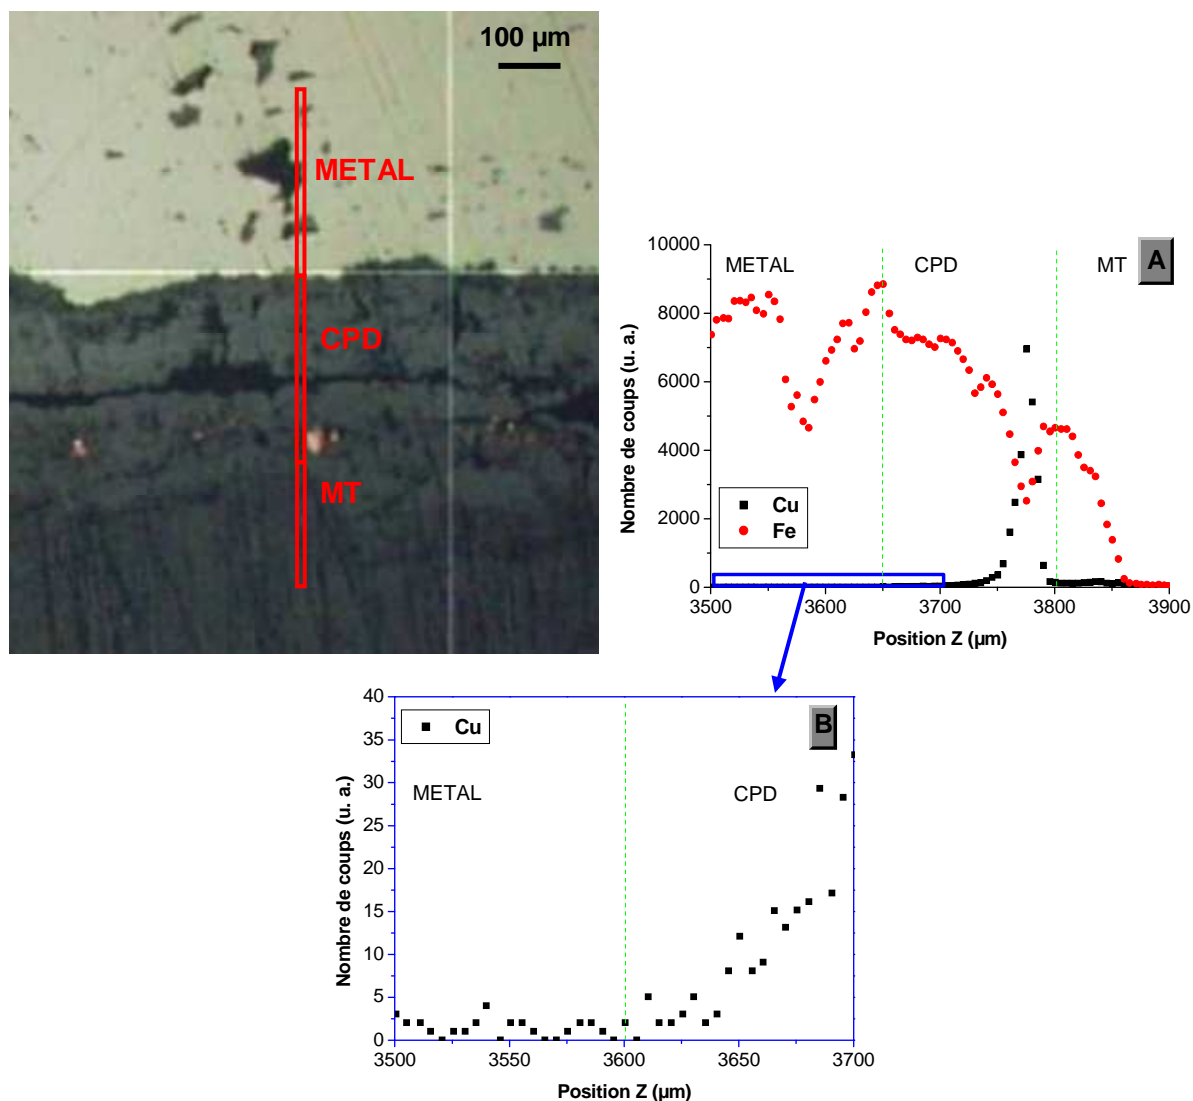 100 µm
METAL
CPD
MT
10000
8000
6000
4000
2000
0
Nombre de coups (u. a.)
METAL
CPD
MT
A
Cu
Fe
3500
3600
3700
3800
3900
Position Z (µm)
40
35
30
25
20
15
10
5
0
Nombre de coups (u. a.)
Cu
B
METAL
CPD
3500
3550
3600
3650
3700
Position Z (µm)